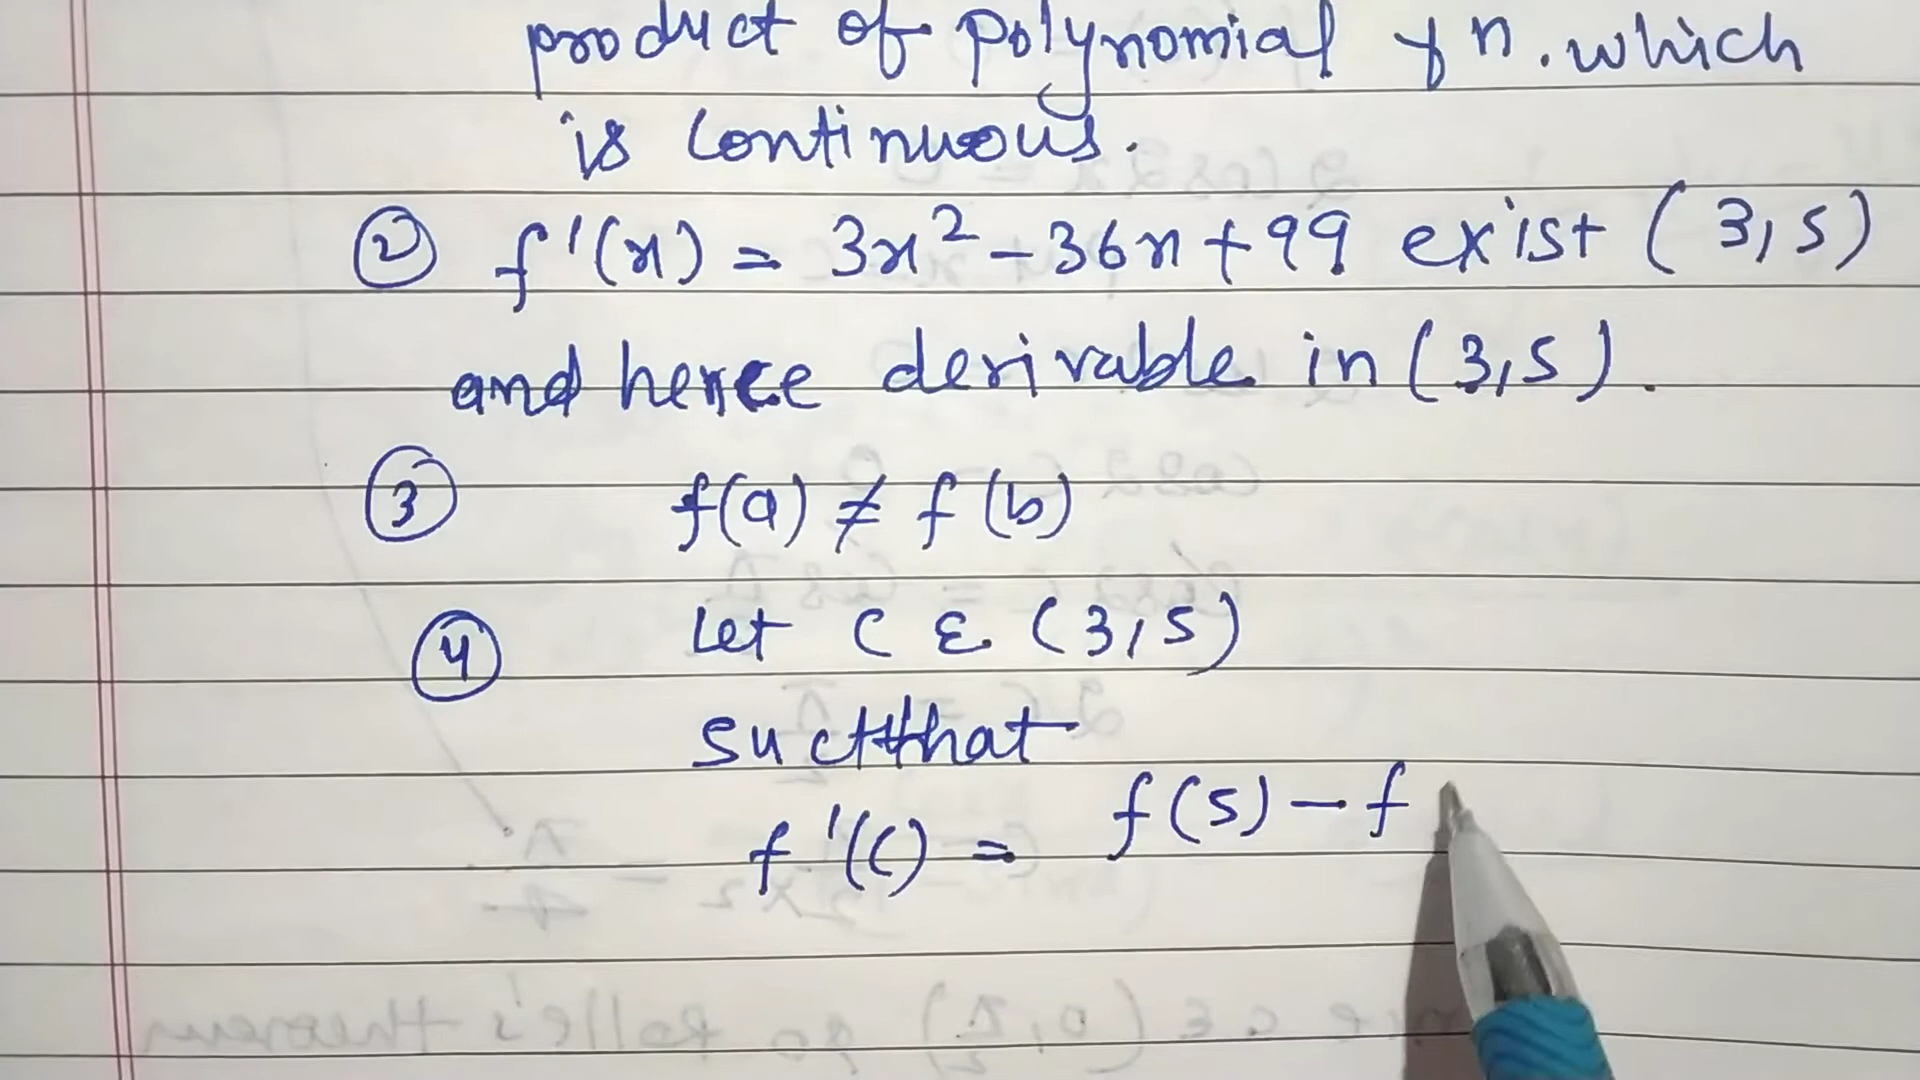 product of polynomial fn. which
is continuous.
② f'(x) = 3x² - 36x + 99 exist (3,5)
and hence derivable in (3,5).
③ f(a) ≠ f(b)
④ Let C ε (3,5)
such that
f'(C) = f(5) - f